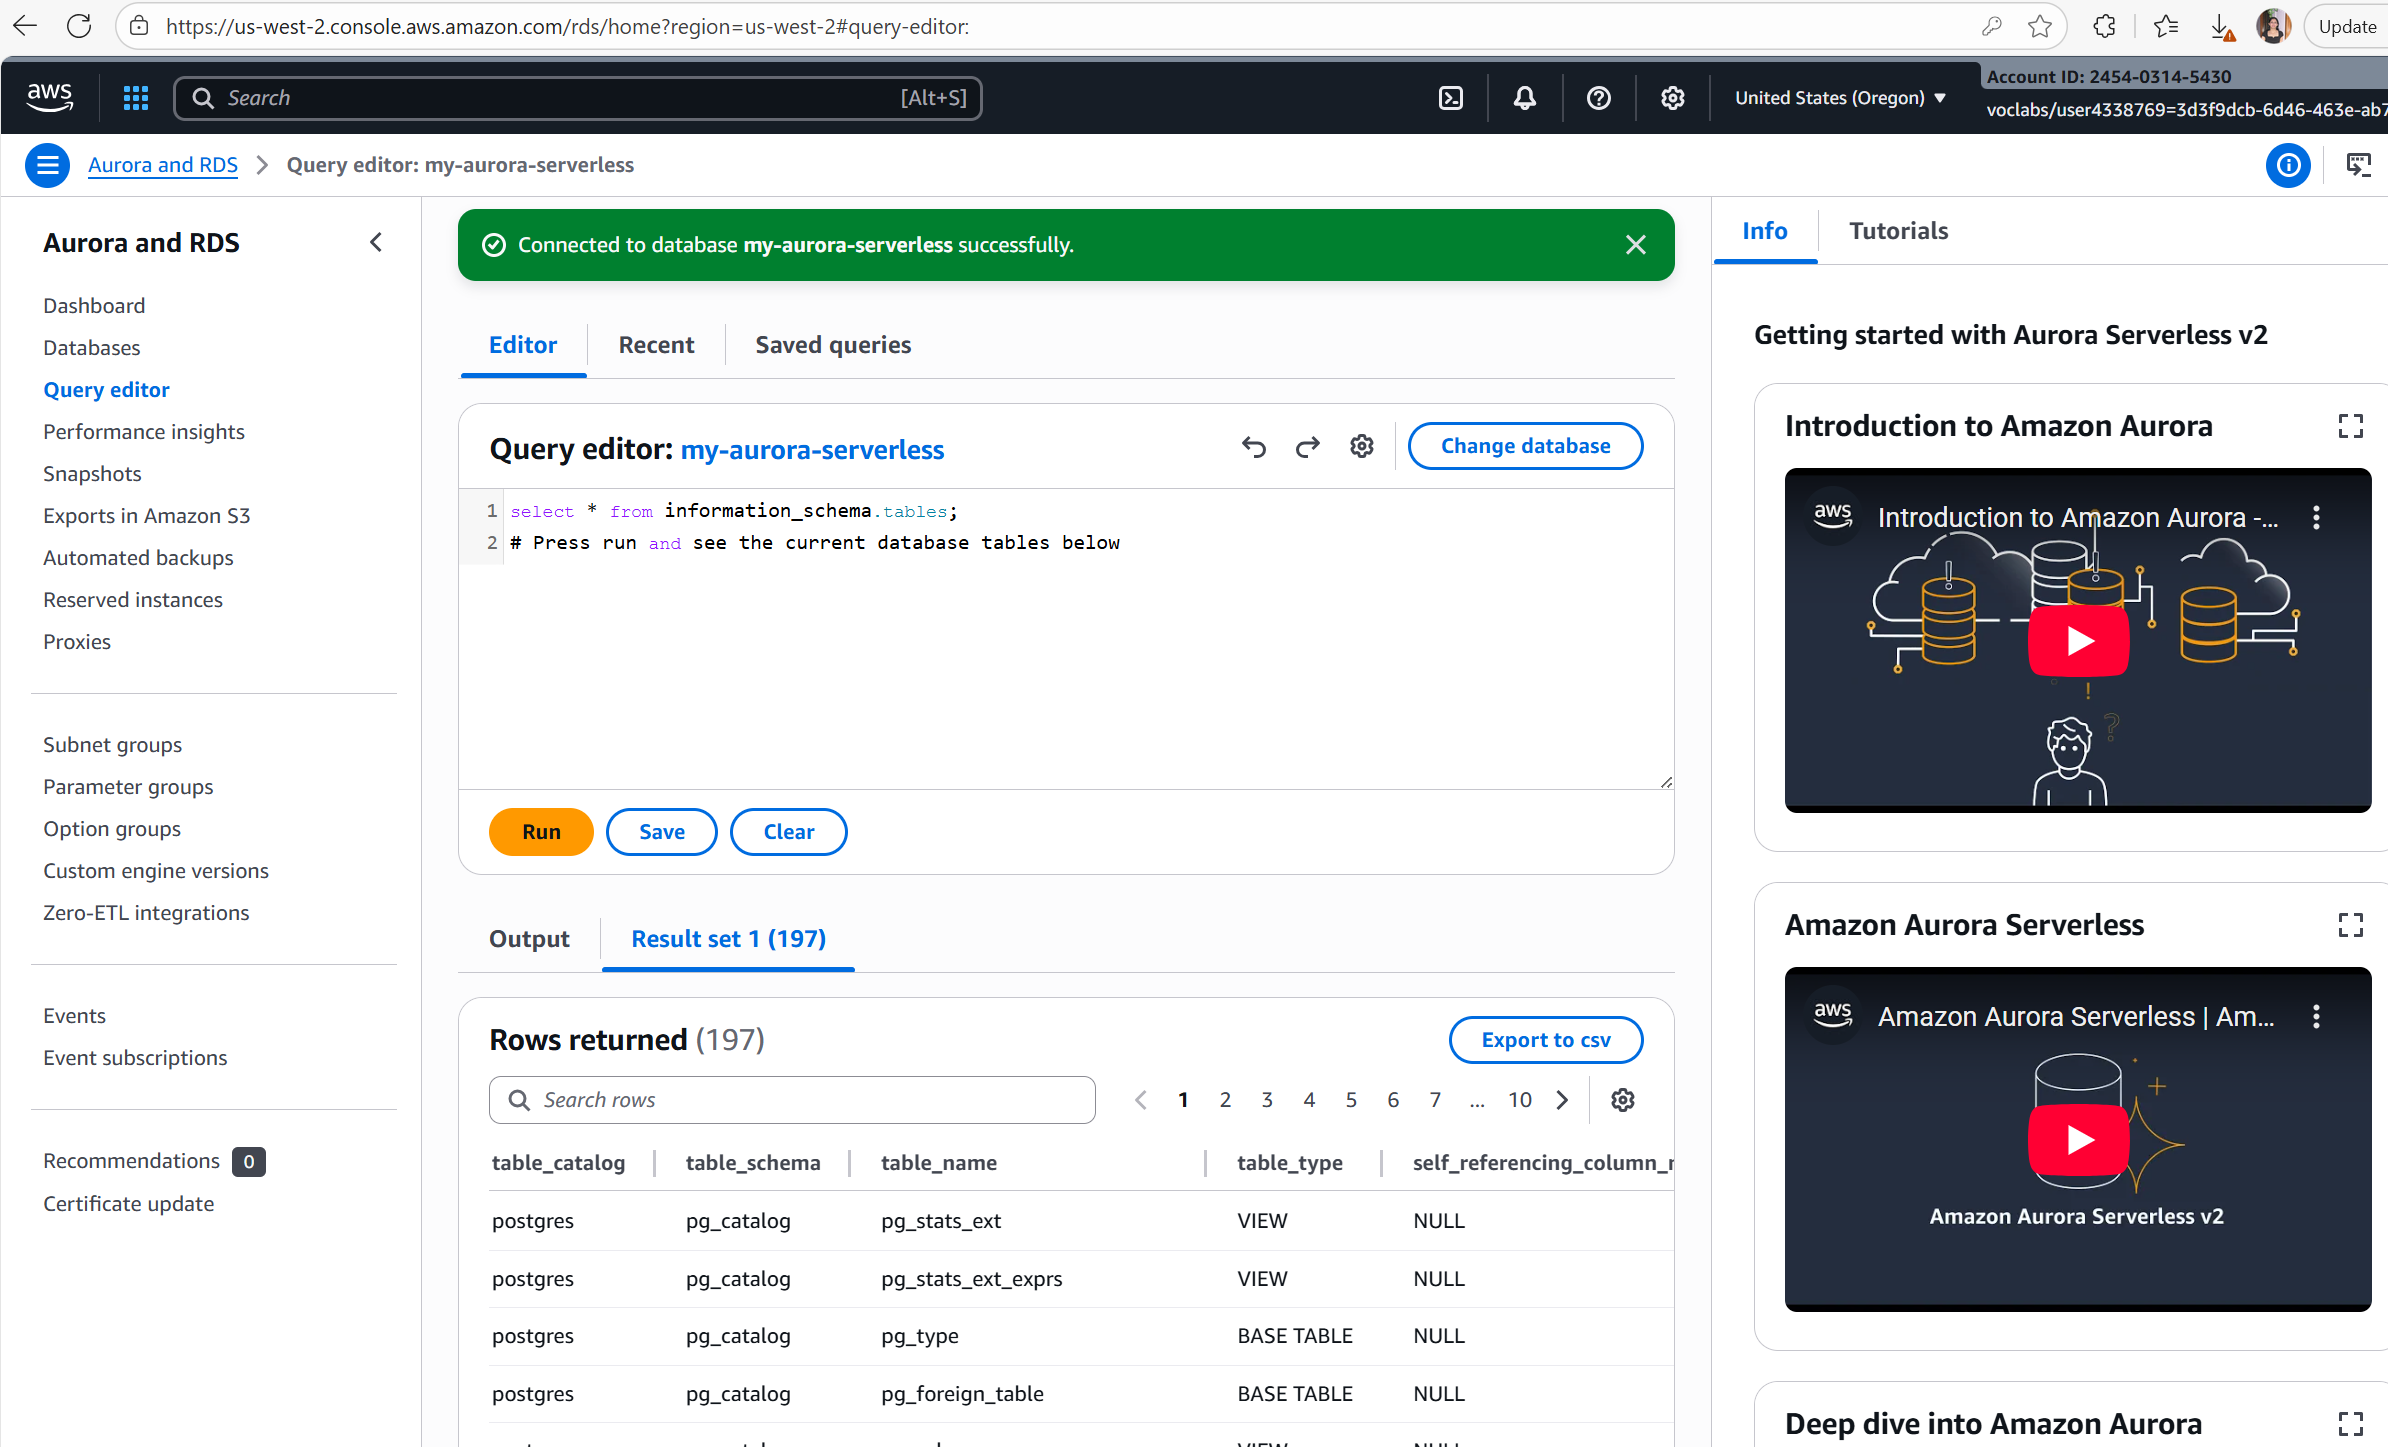 https://us-west-2.console.aws.amazon.com/rds/home?region=us-west-2#query-editor:
Update
aws
Search
[Alt+S]
United States (Oregon)
Account ID: 2454-0314-5430
voclabs/user4338769=3d3f9dcb-6d46-463e-ab7
Aurora and RDS
Query editor: my-aurora-serverless
Aurora and RDS
Dashboard
Databases
Query editor
Performance insights
Snapshots
Exports in Amazon S3
Automated backups
Reserved instances
Proxies
Subnet groups
Parameter groups
Option groups
Custom engine versions
Zero-ETL integrations
Events
Event subscriptions
Recommendations 0
Certificate update
Connected to database my-aurora-serverless successfully.
Editor
Recent
Saved queries
Query editor: my-aurora-serverless
Change database
1 select * from information_schema.tables;
2 # Press run and see the current database tables below
Run
Save
Clear
Output
Result set 1 (197)
Rows returned (197)
Export to csv
Search rows
1 2 3 4 5 6 7 ... 10
table_catalog table_schema table_name table_type self_referencing_column_
postgres pg_catalog pg_stats_ext VIEW NULL
postgres pg_catalog pg_stats_ext_exprs VIEW NULL
postgres pg_catalog pg_type BASE TABLE NULL
postgres pg_catalog pg_foreign_table BASE TABLE NULL
Info
Tutorials
Getting started with Aurora Serverless v2
Introduction to Amazon Aurora
aws
Introduction to Amazon Aurora -...
Amazon Aurora Serverless
aws
Amazon Aurora Serverless | Am...
Amazon Aurora Serverless v2
Deep dive into Amazon Aurora